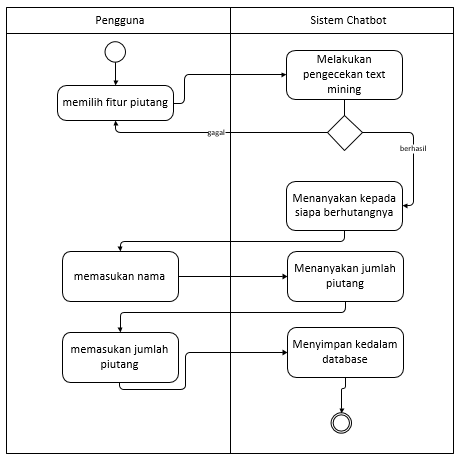 Pengguna
Sistem Chatbot
Melakukan
pengecekan text
mining
memilih fitur piutang
gagal
berhasil
Menanyakan kepada
siapa berhutangnya
memasukan nama
Menanyakan jumlah
piutang
memasukan jumlah
piutang
Menyimpan kedalam
database